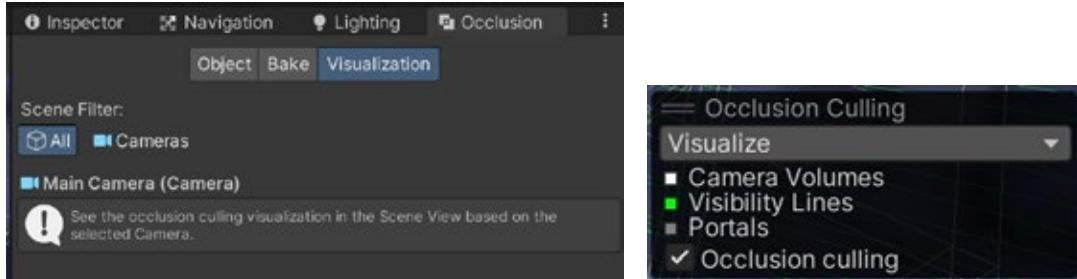 Inspector Navigation Lighting Occlusion
Object Bake Visualization
Scene Filter:
All Cameras
Main Camera (Camera)
See the occlusion culling visualization in the Scene View based on the
selected Camera.
Occlusion Culling
Visualize
Camera Volumes
Visibility Lines
Portals
Occlusion culling